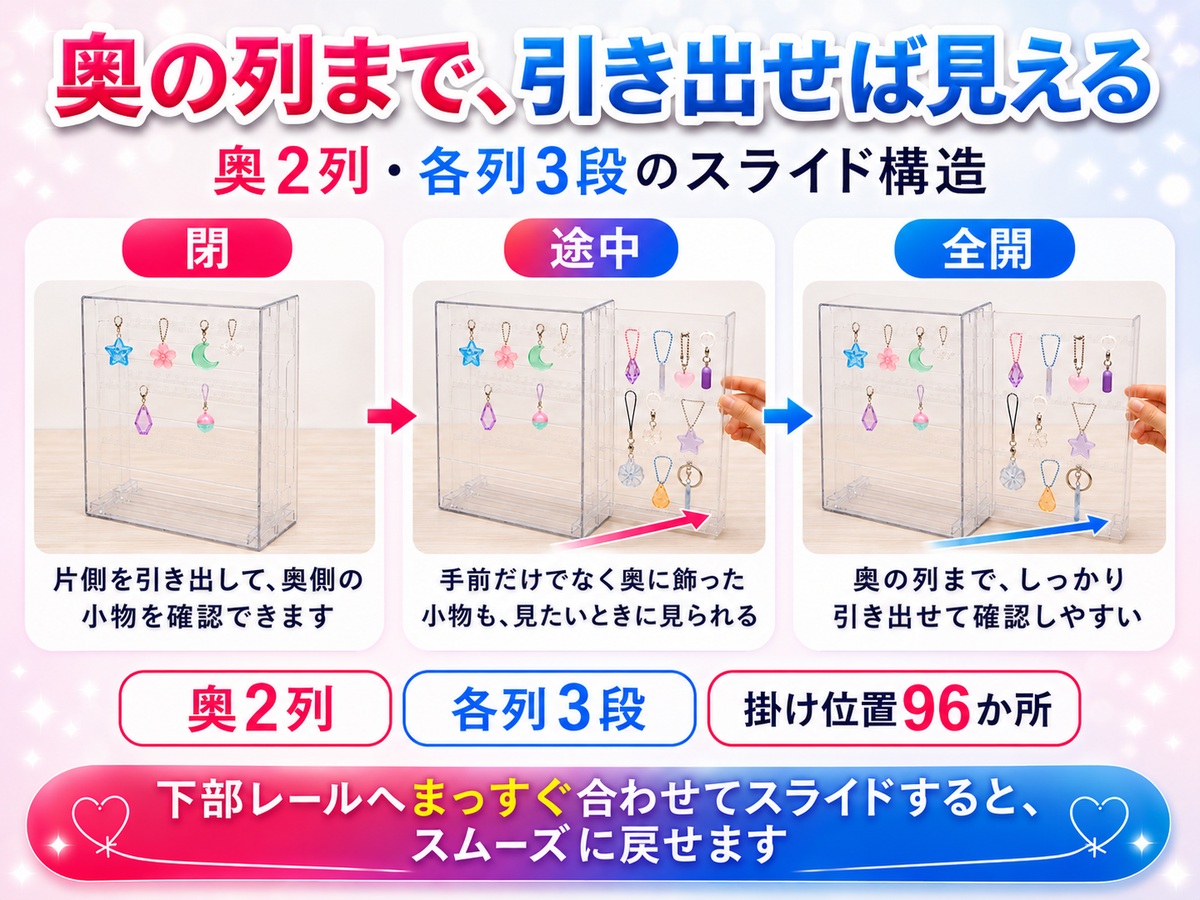 奥の列まで、引き出せば見える
奥2列・各列3段のスライド構造
閉
途中
全開
片側を引き出して、奥側の
小物を確認できます
手前だけでなく奥に飾った
小物も、見たいときに見られる
奥の列まで、しっかり
引き出せて確認しやすい
奥2列
各列3段
掛け位置96か所
下部レールへまっすぐ合わせてスライドすると、
スムーズに戻せます